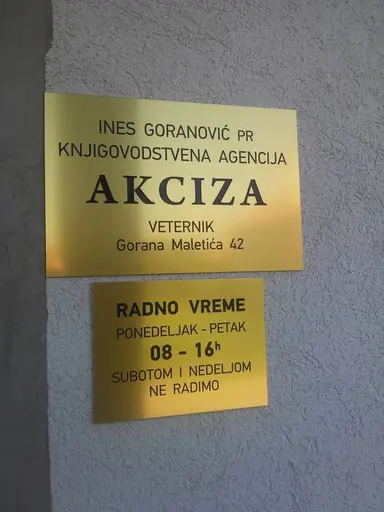 INES GORANOVIĆ PR
KNJIGOVODSTVENA AGENCIJA
AKCIZA
VETERNIK
Gorana Maletića 42
RADNO VREME
PONEDELJAK - PETAK
08 - 16h
SUBOTOM I NEDELJOM
NE RADIMO